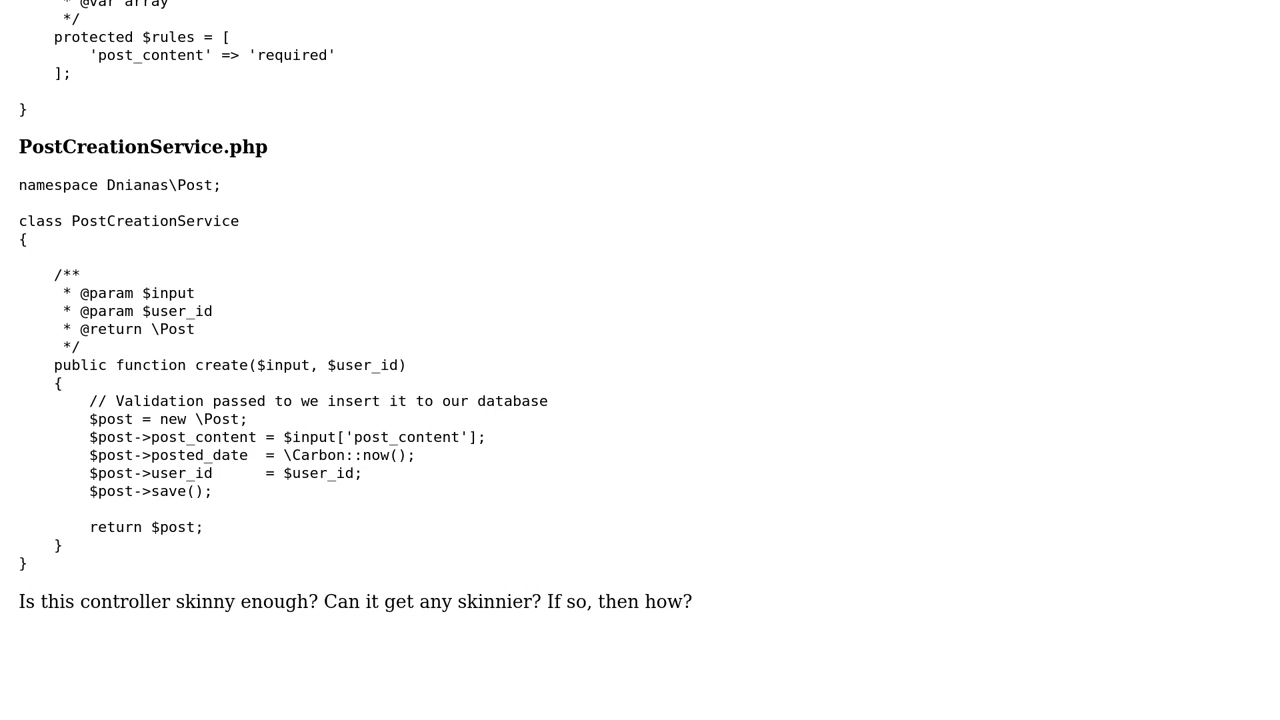 * @var array
     */
    protected $rules = [
        'post_content' => 'required'
    ];

}
PostCreationService.php
namespace Dnianas\Post;

class PostCreationService
{

    /**
     * @param $input
     * @param $user_id
     * @return \Post
     */
    public function create($input, $user_id)
    {
        // Validation passed to we insert it to our database
        $post = new \Post;
        $post->post_content = $input['post_content'];
        $post->posted_date  = \Carbon::now();
        $post->user_id      = $user_id;
        $post->save();

        return $post;
    }
}
Is this controller skinny enough? Can it get any skinnier? If so, then how?